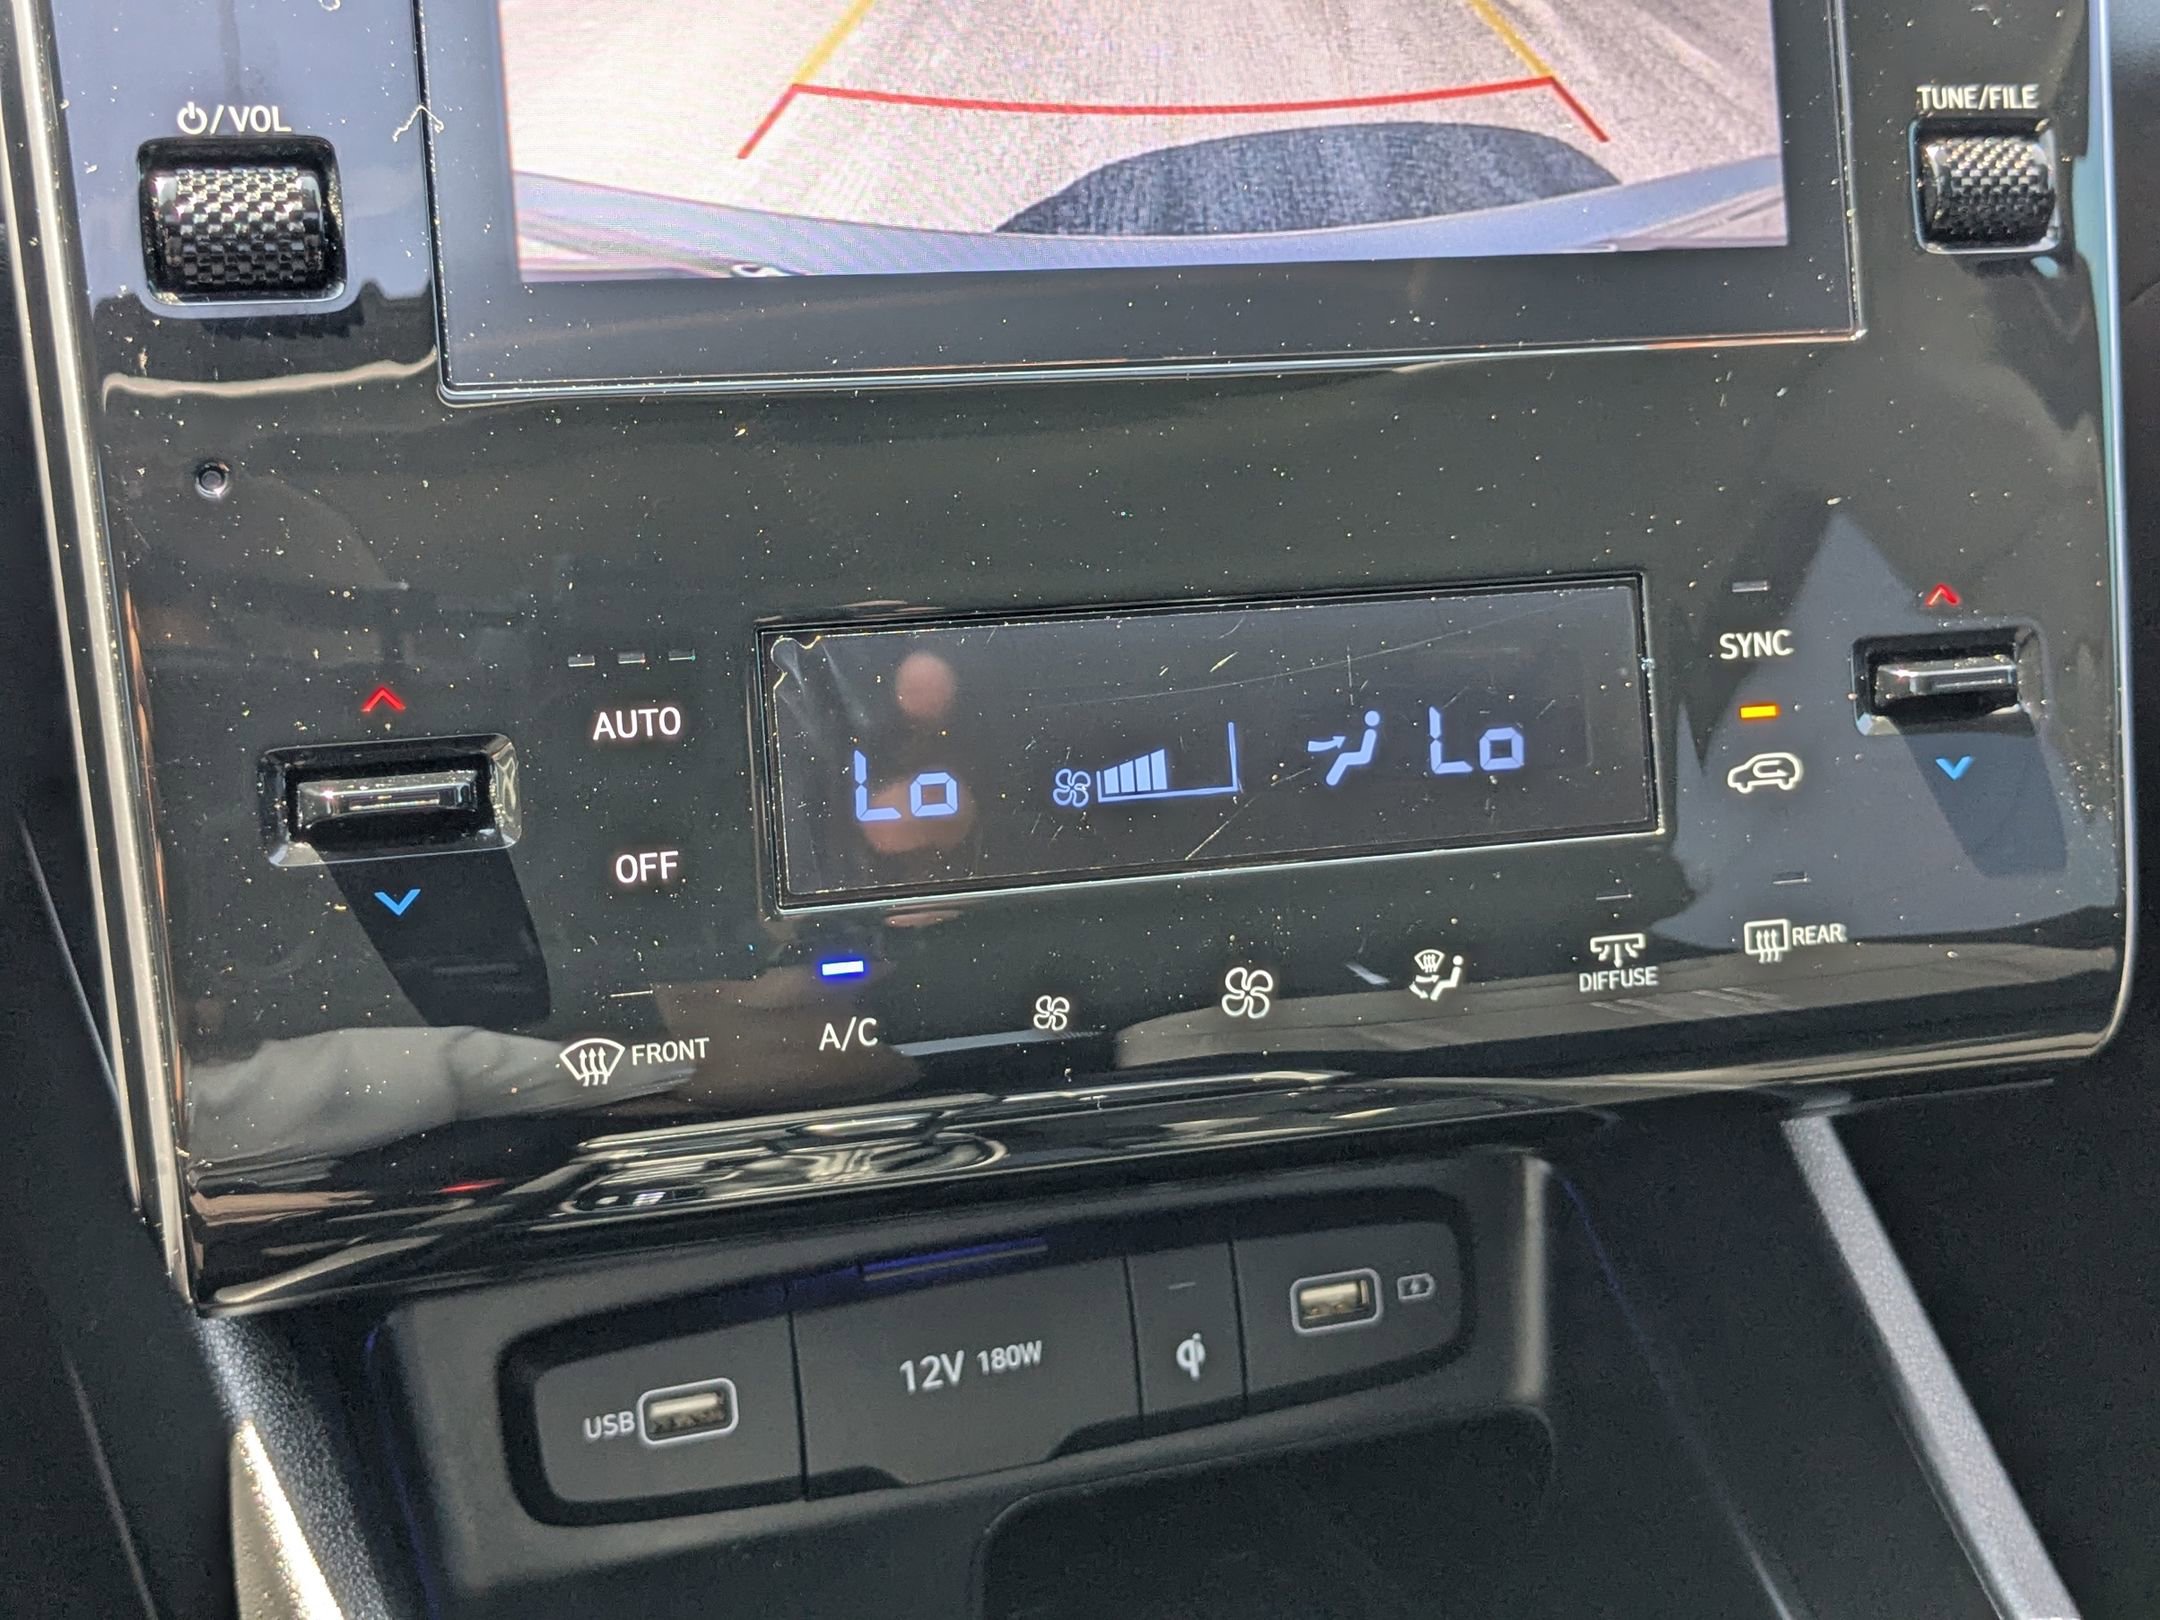 /VOL
TUNE/FILE
SYNC
AUTO
Lo
Lo
OFF
REAR
DIFFUSE
A/C
FRONT
12V 180W
USB